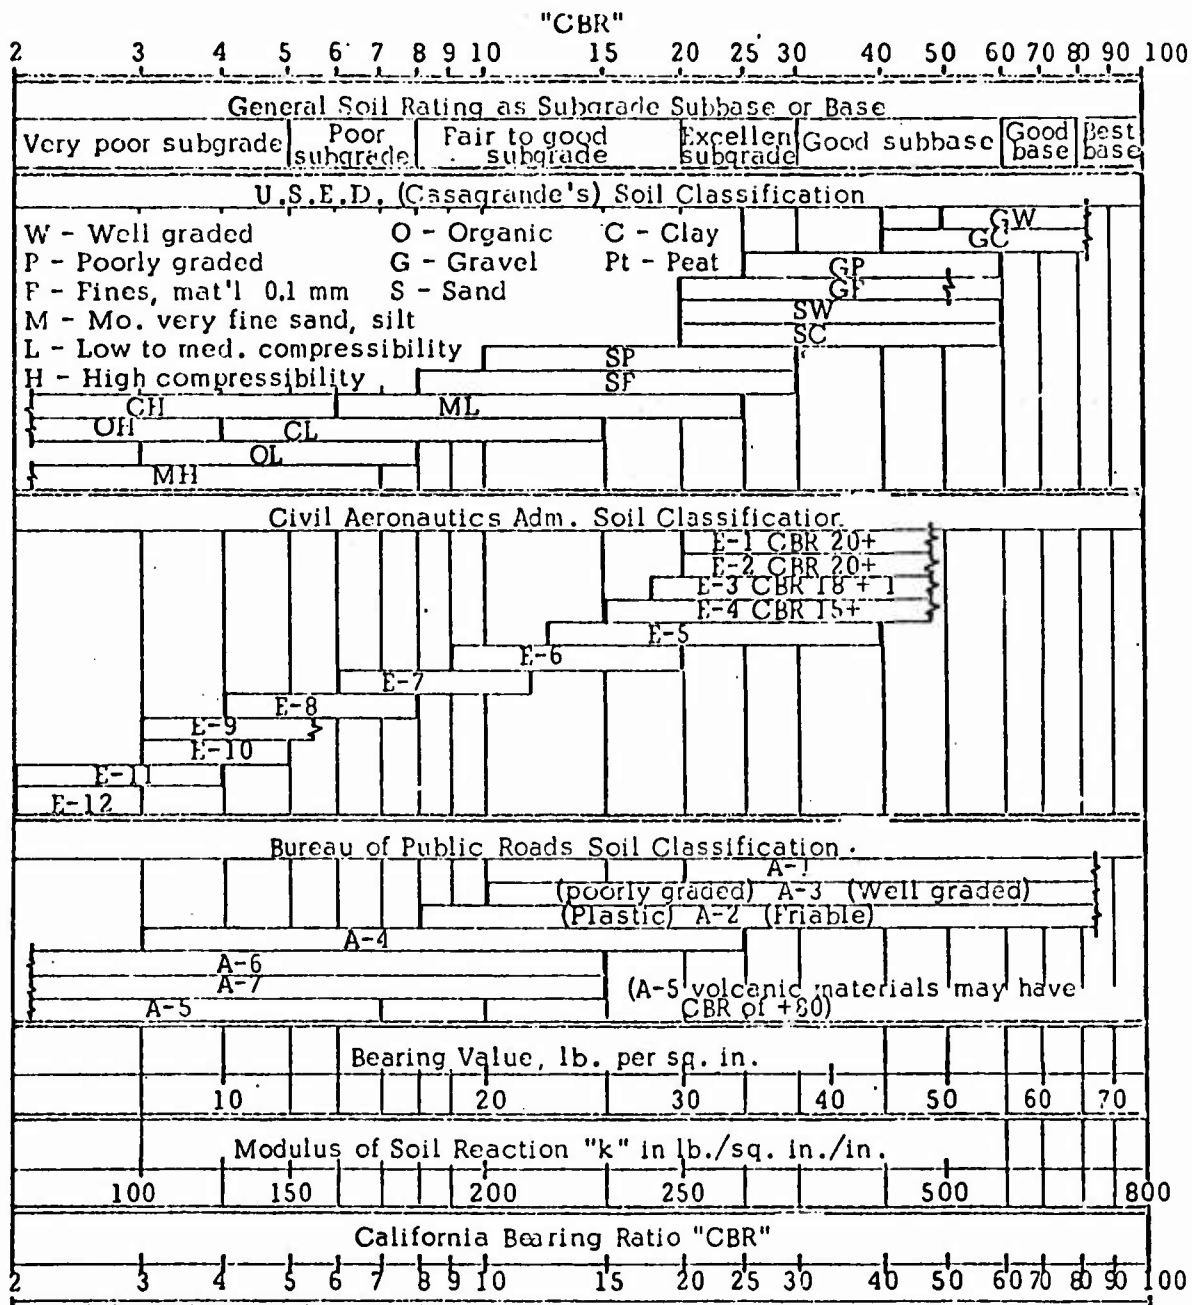 "CBR"
2 3 4 5 6 7 8 9 10 15 20 25 30 40 50 60 70 80 90 100
General Soil Rating as Subgrade Subbase or Base
Very poor subgrade
Poor subgrade
Fair to good subgrade
Excellen subgrade
Good subbase
Good base
Best base
U.S.E.D. (Casagrande's) Soil Classification
W - Well graded O - Organic C - Clay
P - Poorly graded G - Gravel Pt - Peat
F - Fines, mat'l 0.1 mm S - Sand
M - Mo. very fine sand, silt
L - Low to med. compressibility
H - High compressibility
GW
GC
GP
GF
SW
SC
SP
SF
CH ML
OH CL
OL
MH
Civil Aeronautics Adm. Soil Classification
E-1 CBR 20+
E-2 CBR 20+
E-3 CBR 18 + 1
E-4 CBR 15+
E-5
E-6
E-7
E-8
E-9
E-10
E-11
E-12
Bureau of Public Roads Soil Classification.
A-1
(poorly graded) A-3 (Well graded)
(Plastic) A-2 (Friable)
A-4
A-6
A-7
A-5
(A-5 volcanic materials may have
CBR of +80)
Bearing Value, lb. per sq. in.
10 20 30 40 50 60 70
Modulus of Soil Reaction "k" in lb./sq. in./in.
100 150 200 250 500 800
California Bearing Ratio "CBR"
2 3 4 5 6 7 8 9 10 15 20 25 30 40 50 60 70 80 90 100